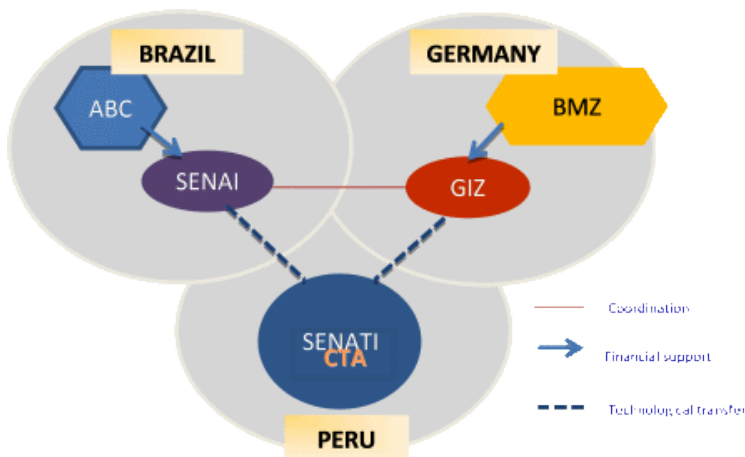 BRAZIL
GERMANY
ABC
BMZ
SENAI
GIZ
SENATI
CTA
PERU
Coordination
Financial support
Technological transfer